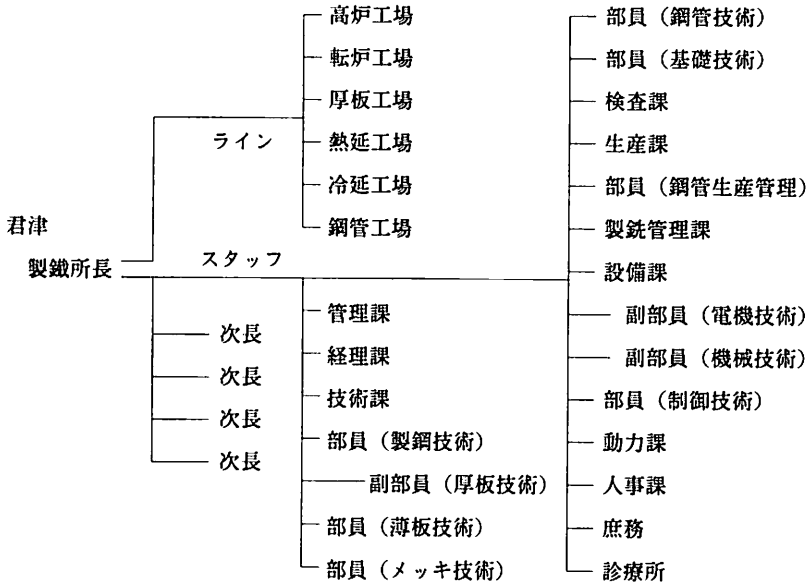 君津
製鐵所長
ライン
高炉工場
転炉工場
厚板工場
熱延工場
冷延工場
鋼管工場
スタッフ
次長
次長
次長
次長
管理課
経理課
技術課
部員（製鋼技術）
副部員（厚板技術）
部員（薄板技術）
部員（メッキ技術）
部員（鋼管技術）
部員（基礎技術）
検査課
生産課
部員（鋼管生産管理）
製銑管理課
設備課
副部員（電機技術）
副部員（機械技術）
部員（制御技術）
動力課
人事課
庶務
診療所